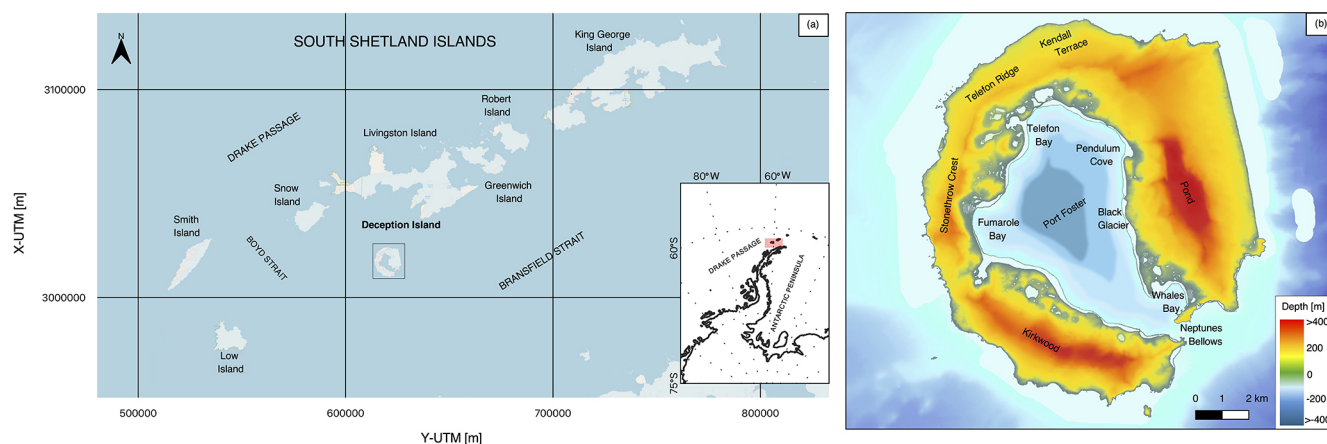 (a)
N
SOUTH SHETLAND ISLANDS
King George
Island
3100000
Robert
Island
DRAKE PASSAGE
Livingston Island
Snow
Island
Greenwich
Island
Smith
Island
Deception Island
BOYD STRAIT
BRANSFIELD STRAIT
3000000
Low
Island
X-UTM [m]
500000
600000
700000
800000
Y-UTM [m]
80°W
60°W
60°S
DRAKE PASSAGE
ANTARCTIC PENINSULA
75°S
(b)
Kendall
Terrace
Telefon Ridge
Telefon
Bay
Pendulum
Cove
Stonethrow Crest
Pond
Port Foster
Fumarole
Bay
Black
Glacier
Whales
Bay
Neptunes
Bellows
Kirkwood
Depth [m]
>400
200
0
-200
>-400
0
1
2 km